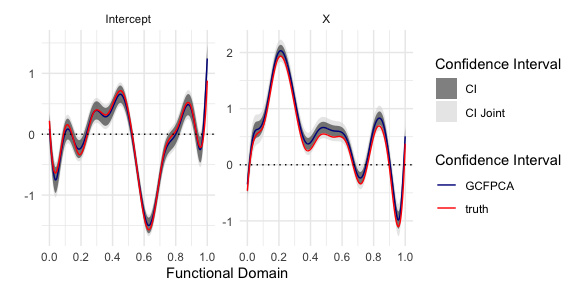 Intercept
X
1
0
-1
2
1
0
-1
0.0 0.2 0.4 0.6 0.8 1.0
0.0 0.2 0.4 0.6 0.8 1.0
Functional Domain
Confidence Interval
CI
CI Joint
Confidence Interval
GCFPCA
truth